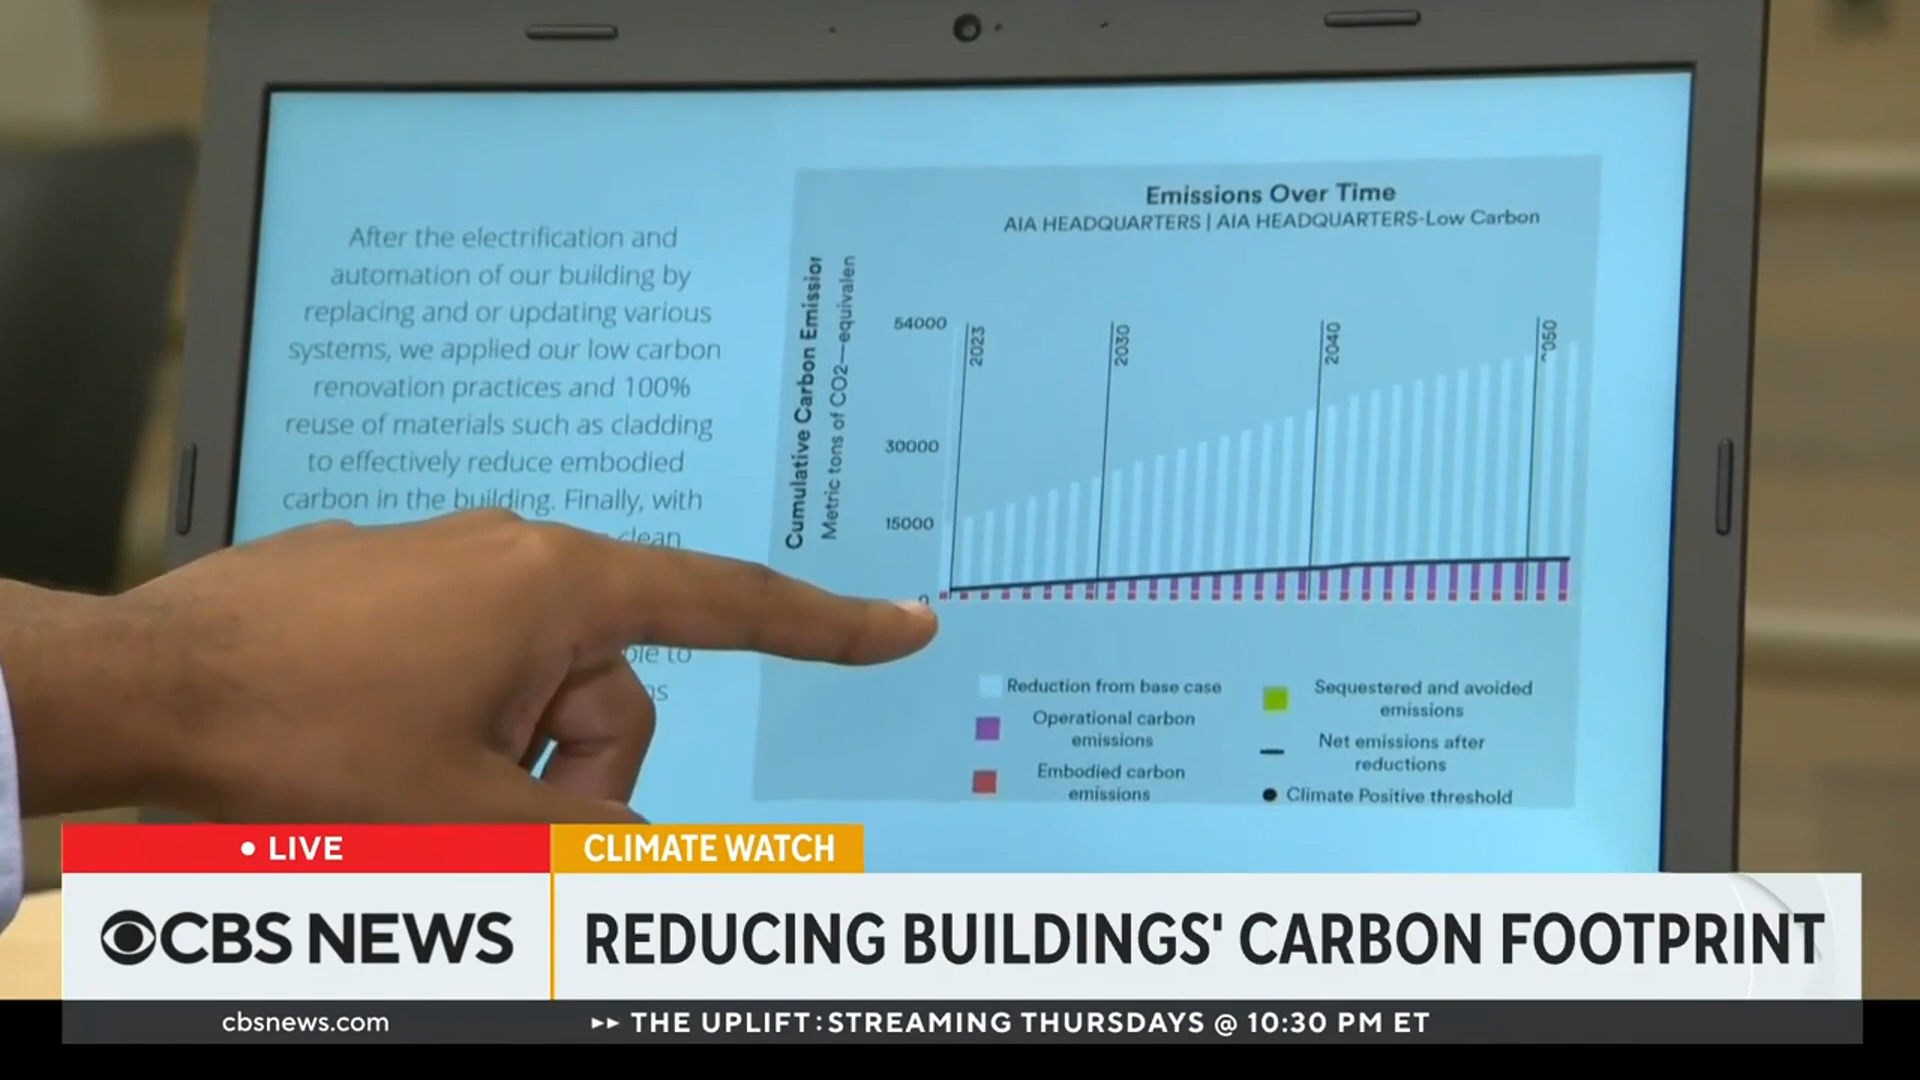 After the electrification and
automation of our building by
replacing and or updating various
systems, we applied our low carbon
renovation practices and 100%
reuse of materials such as cladding
to effectively reduce embodied
carbon in the building. Finally, with
clean
to
Emissions Over Time
AIA HEADQUARTERS | AIA HEADQUARTERS-Low Carbon
Cumulative Carbon Emission
Metric tons of CO2—equivalen
54000
30000
15000
0
2023
2030
2040
2050
Reduction from base case
Operational carbon
emissions
Embodied carbon
emissions
Sequestered and avoided
emissions
Net emissions after
reductions
Climate Positive threshold
LIVE
CLIMATE WATCH
CBS NEWS
REDUCING BUILDINGS' CARBON FOOTPRINT
cbsnews.com
THE UPLIFT: STREAMING THURSDAYS @ 10:30 PM ET